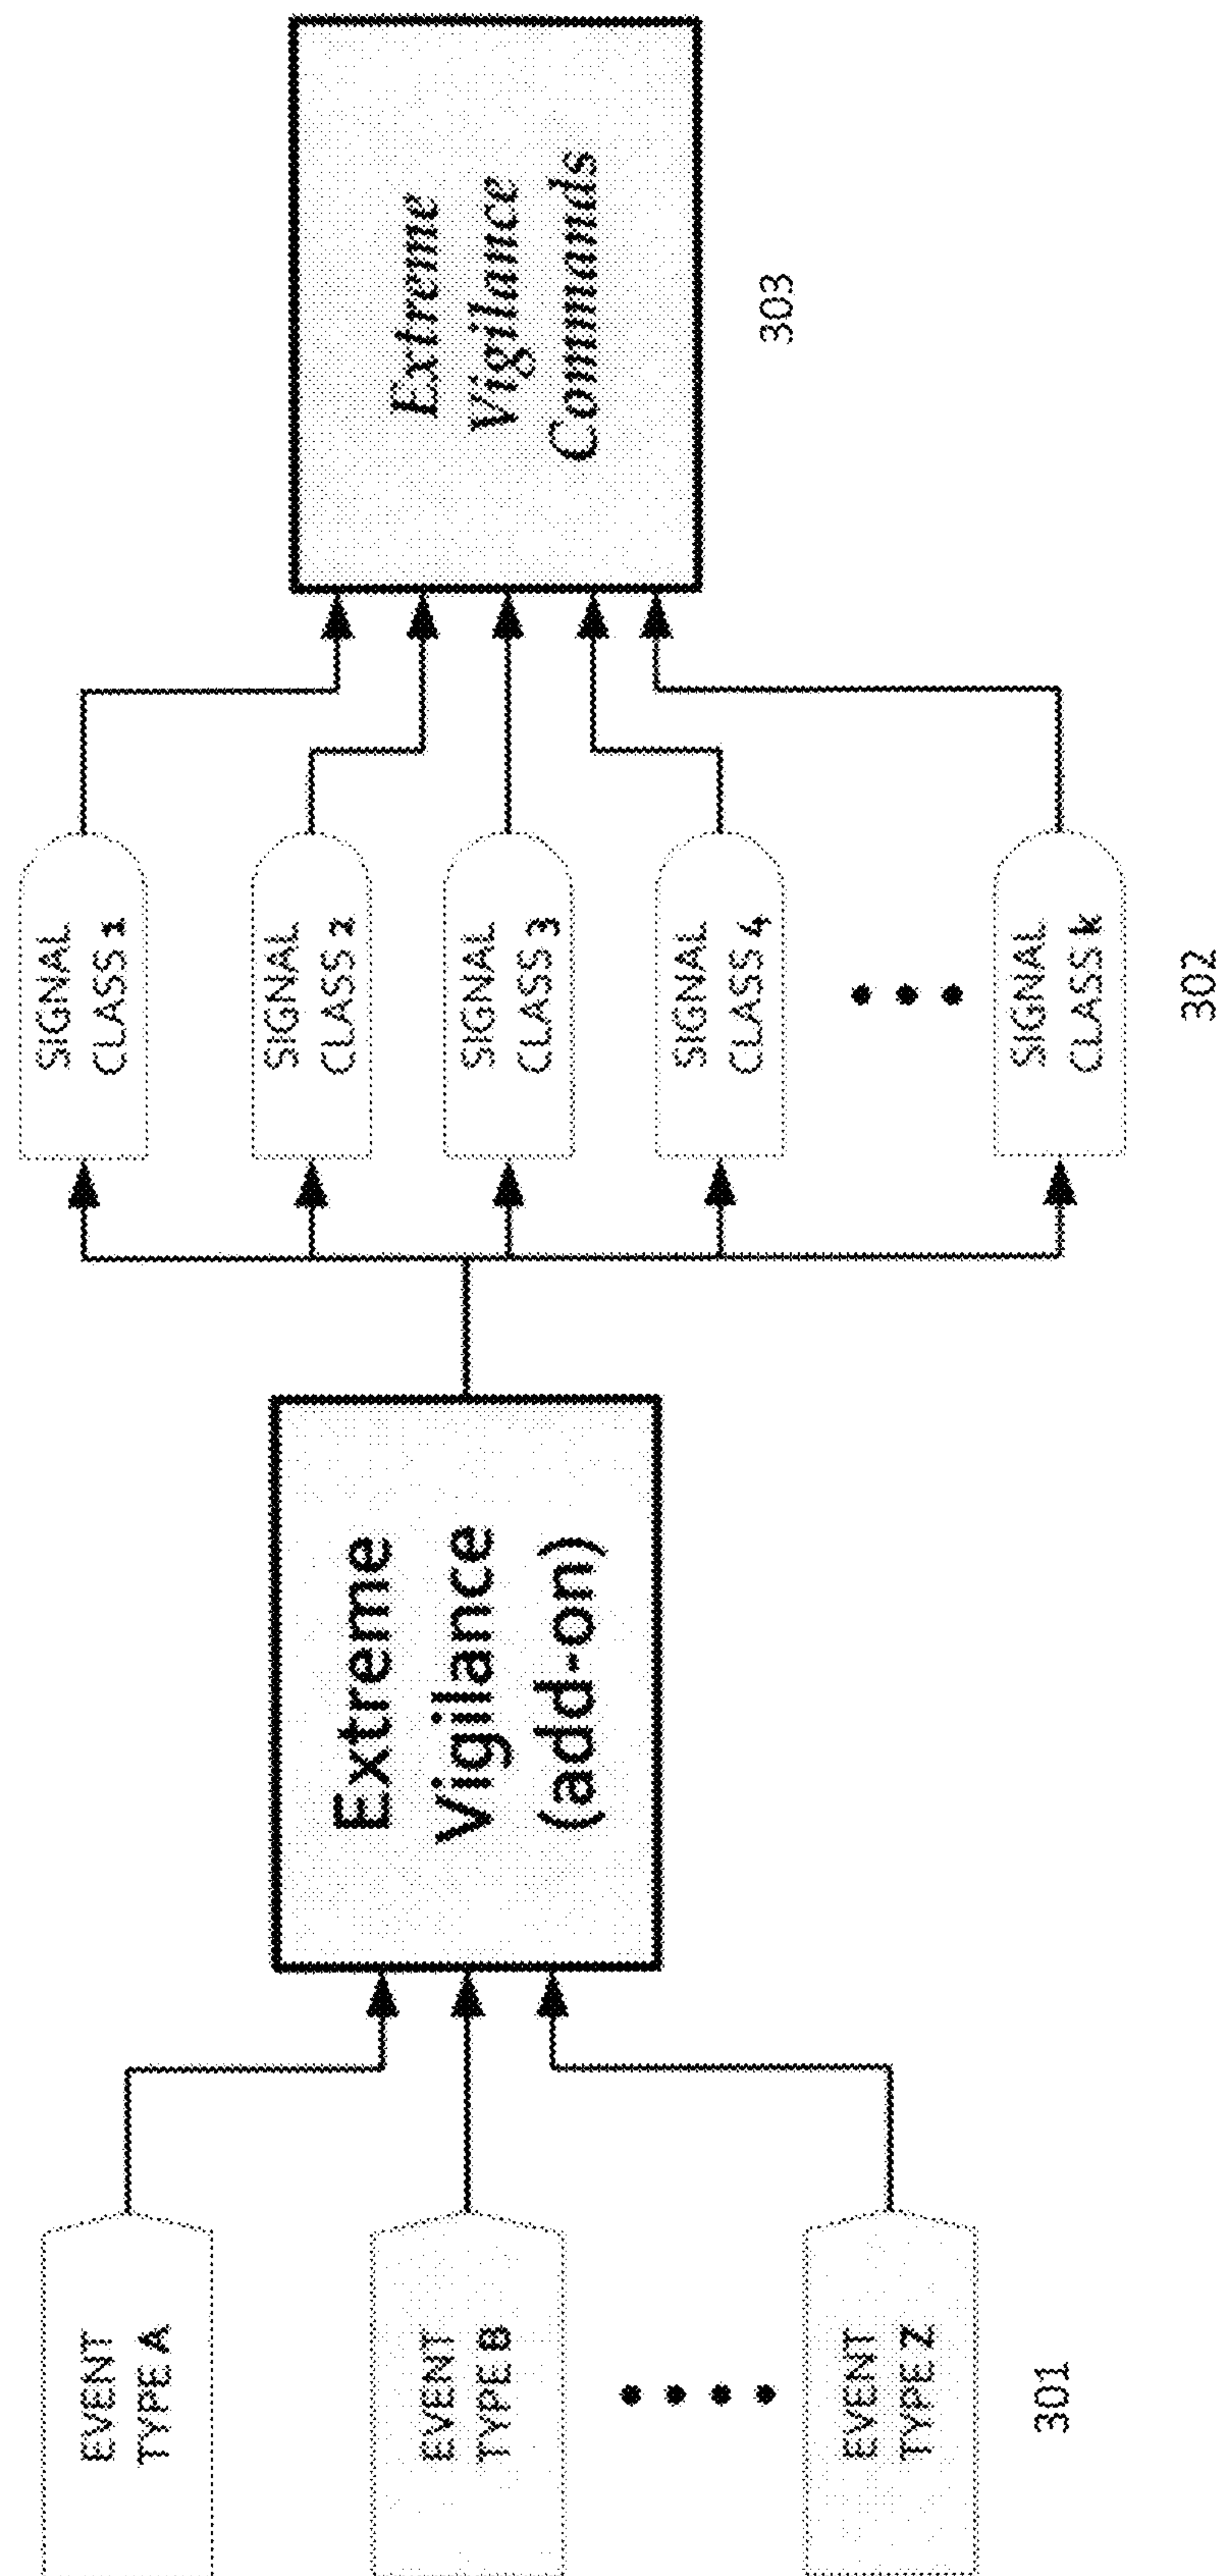 EVENT
TYPE A
EVENT
TYPE B
EVENT
TYPE Z
301
Extreme
Vigilance
(add-on)
SIGNAL
CLASS 1
SIGNAL
CLASS 2
SIGNAL
CLASS 3
SIGNAL
CLASS 4
SIGNAL
CLASS k
302
Extreme
Vigilance
Commands
303